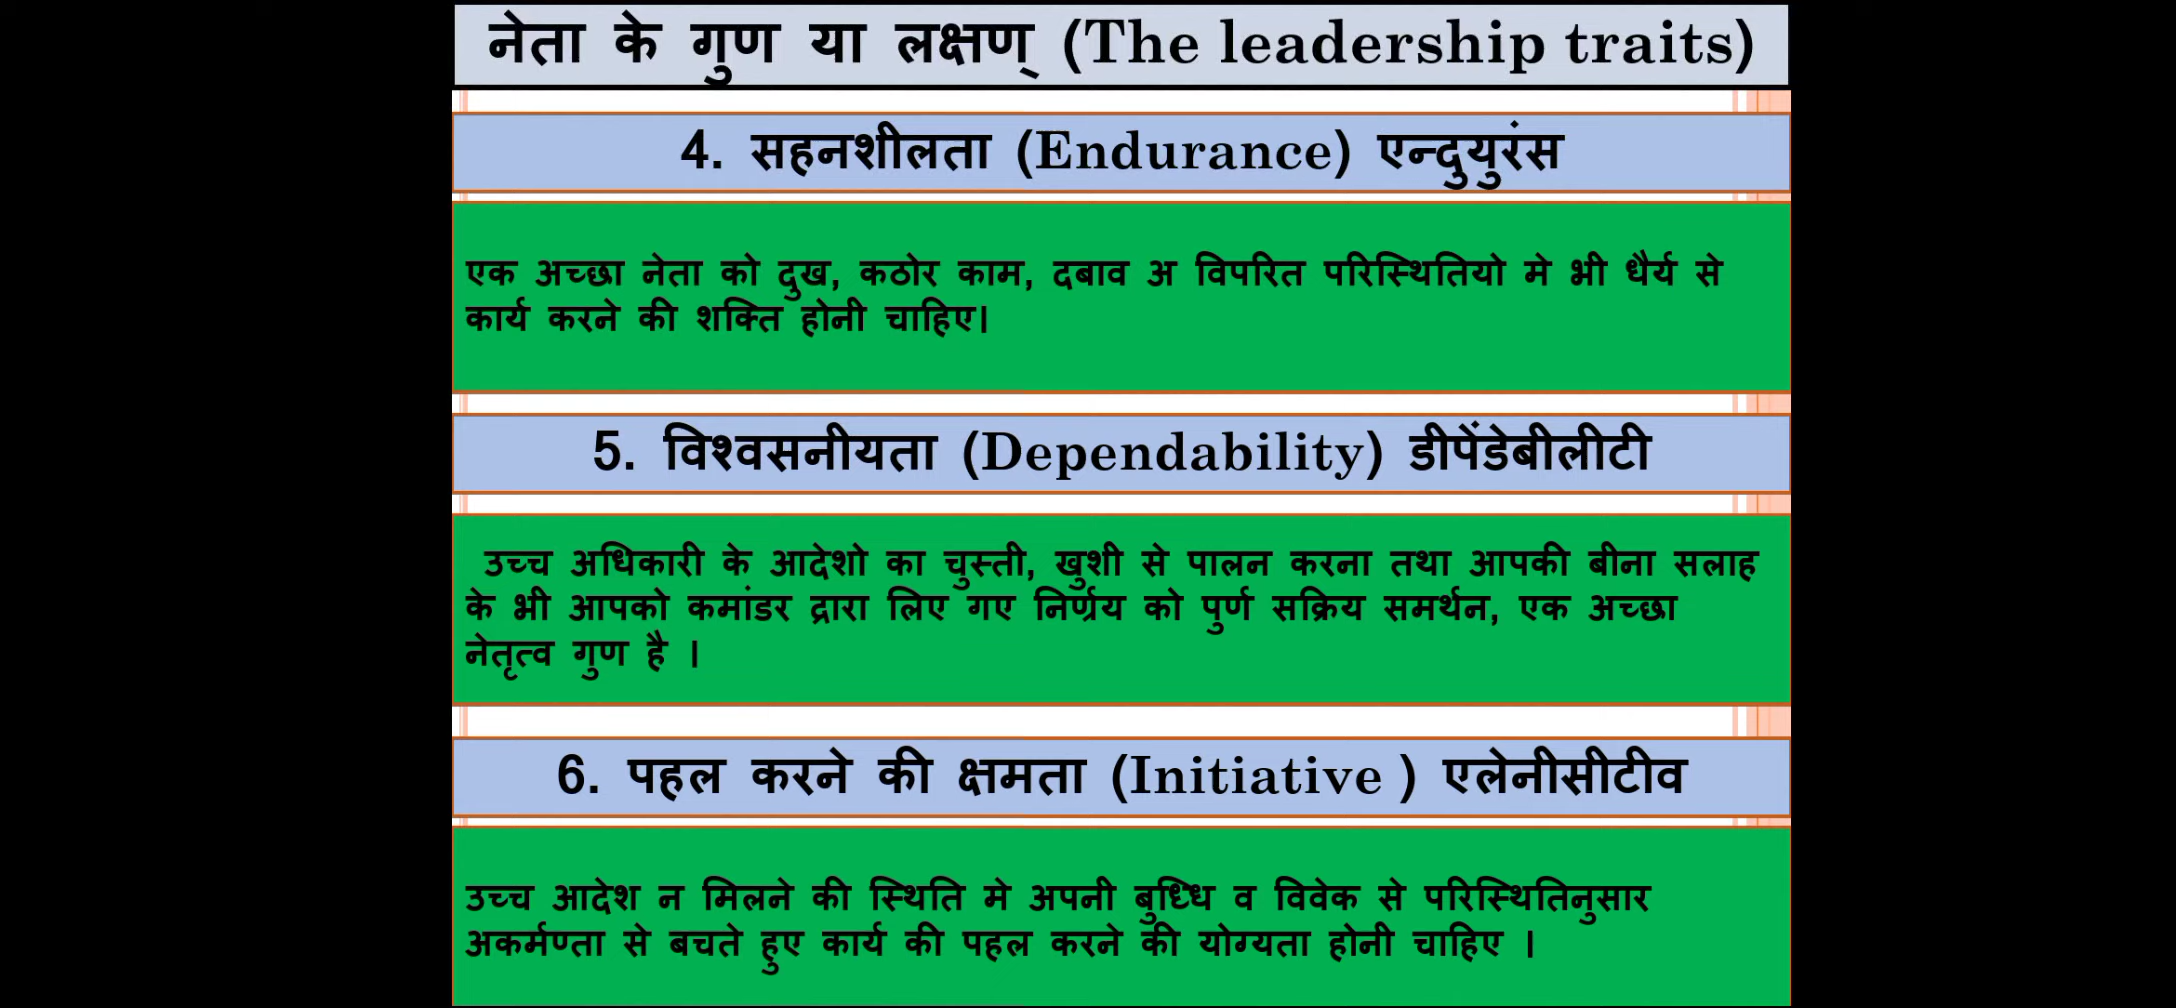 नेता के गुण या लक्षण् (The leadership traits)
4. सहनशीलता (Endurance) एन्दुयुरंस
एक अच्छा नेता को दुख, कठोर काम, दबाव अ विपरित परिस्थितियो मे भी धैर्य से
कार्य करने की शक्ति होनी चाहिए।
5. विश्वसनीयता (Dependability) डीपेंडेबीलीटी
उच्च अधिकारी के आदेशो का चुस्ती, खुशी से पालन करना तथा आपकी बीना सलाह
के भी आपको कमांडर द्रारा लिए गए निर्ण्रय को पुर्ण सक्रिय समर्थन, एक अच्छा
नेतृत्व गुण है ।
6. पहल करने की क्षमता (Initiative ) एलेनीसीटीव
उच्च आदेश न मिलने की स्थिति मे अपनी बुध्धि व विवेक से परिस्थितिनुसार
अकर्मण्ता से बचते हुए कार्य की पहल करने की योग्यता होनी चाहिए ।